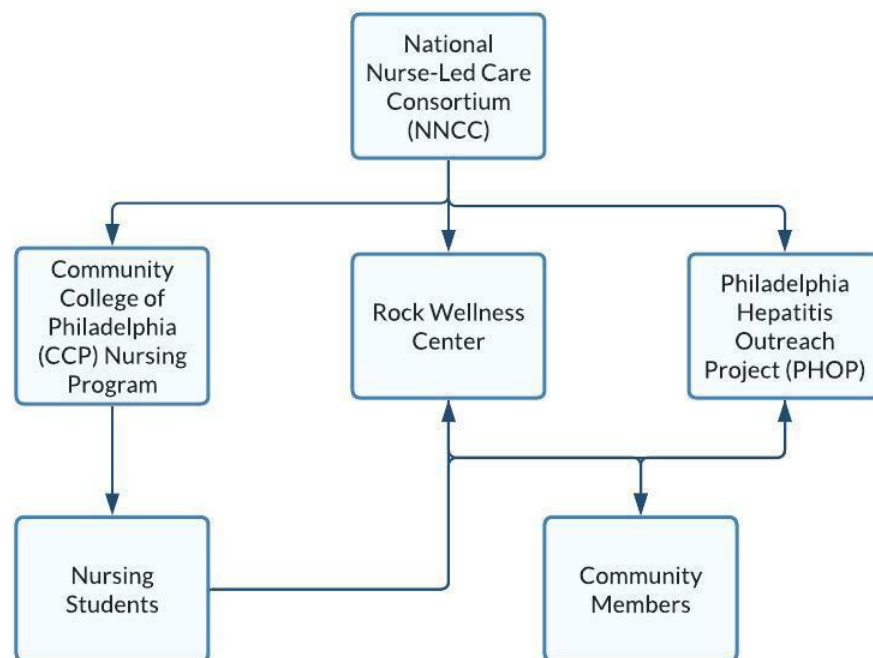 National
Nurse-Led Care
Consortium
(NNCC)
Community
College of
Philadelphia
(CCP) Nursing
Program
Rock Wellness
Center
Philadelphia
Hepatitis
Outreach
Project (PHOP)
Nursing
Students
Community
Members